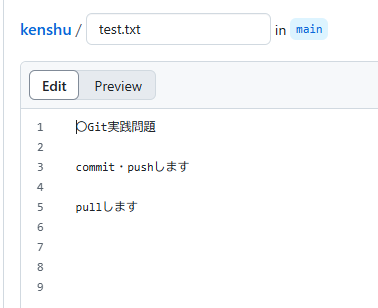 kenshu / test.txt in main
Edit Preview
1 〇Git実践問題
2
3 commit・pushします
4
5 pullします
6
7
8
9